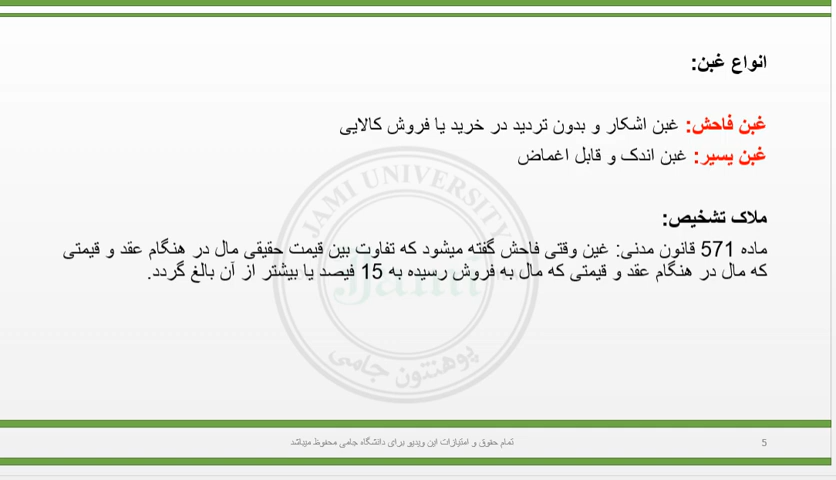 انواع غبن:
غبن فاحش: غبن اشکار و بدون تردید در خرید یا فروش کالایی
غبن یسیر: غبن اندک و قابل اغماض
ملاک تشخیص:
ماده 571 قانون مدنی: غبن وقتی فاحش گفته میشود که تفاوت بین قیمت حقیقی مال در هنگام عقد و قیمتی
که مال در هنگام عقد و قیمتی که مال به فروش رسیده به 15 فیصد یا بیشتر از آن بالغ گردد.
JAMI UNIVERSITY
Jami
پوهنتون جامی
تمام حقوق و امتیازات این ویدیو برای دانشگاه جامی محفوظ میباشد
5